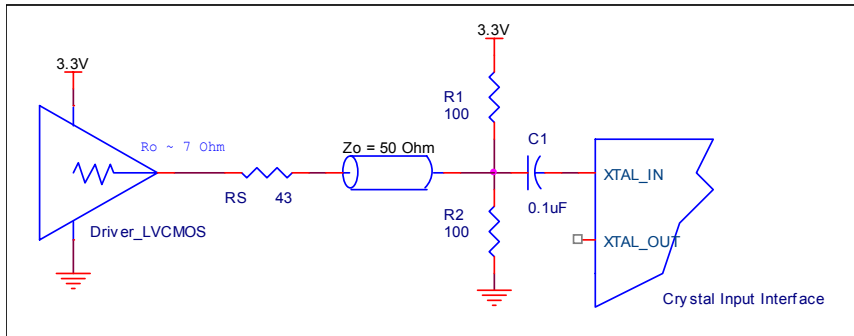 3.3V
3.3V
R1
100
C1
Ro ~ 7 Ohm
Zo = 50 Ohm
XTAL_IN
RS 43
0.1uF
R2
100
XTAL_OUT
Driver_LVCMOS
Crystal Input Interface